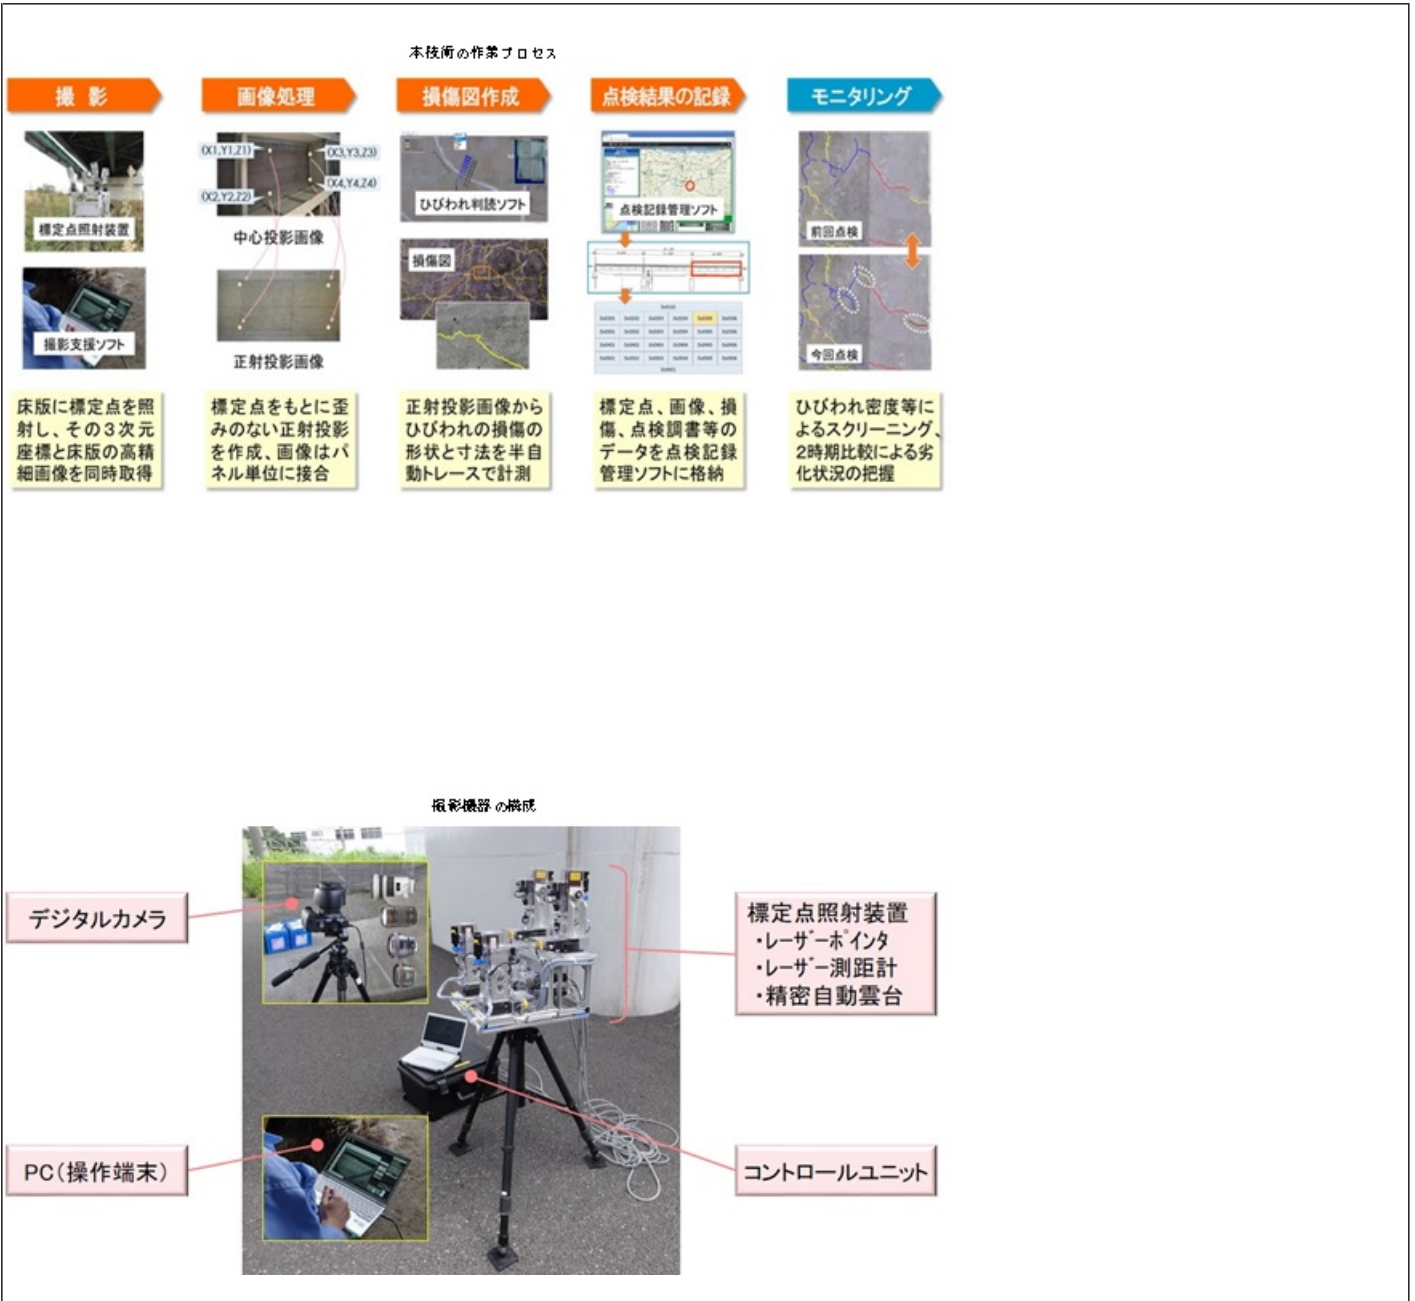 本技術の作業プロセス
撮 影
画像処理
損傷図作成
点検結果の記録
モニタリング
標定点照射装置
撮影支援ソフト
床版に標定点を照
射し、その３次元
座標と床版の高精
細画像を同時取得
(X1,Y1,Z1)
(X3,Y3,Z3)
(X2,Y2,Z2)
(X4,Y4,Z4)
中心投影画像
正射投影画像
標定点をもとに歪
みのない正射投影
を作成、画像はパ
ネル単位に接合
ひびわれ判読ソフト
損傷図
正射投影画像から
ひびわれの損傷の
形状と寸法を半自
動トレースで計測
点検記録管理ソフト
標定点、画像、損
傷、点検調書等の
データを点検記録
管理ソフトに格納
前回点検
今回点検
ひびわれ密度等に
よるスクリーニング、
2時期比較による劣
化状況の把握
撮影機器の構成
デジタルカメラ
標定点照射装置
・レーザーポインタ
・レーザー測距計
・精密自動雲台
PC(操作端末)
コントロールユニット